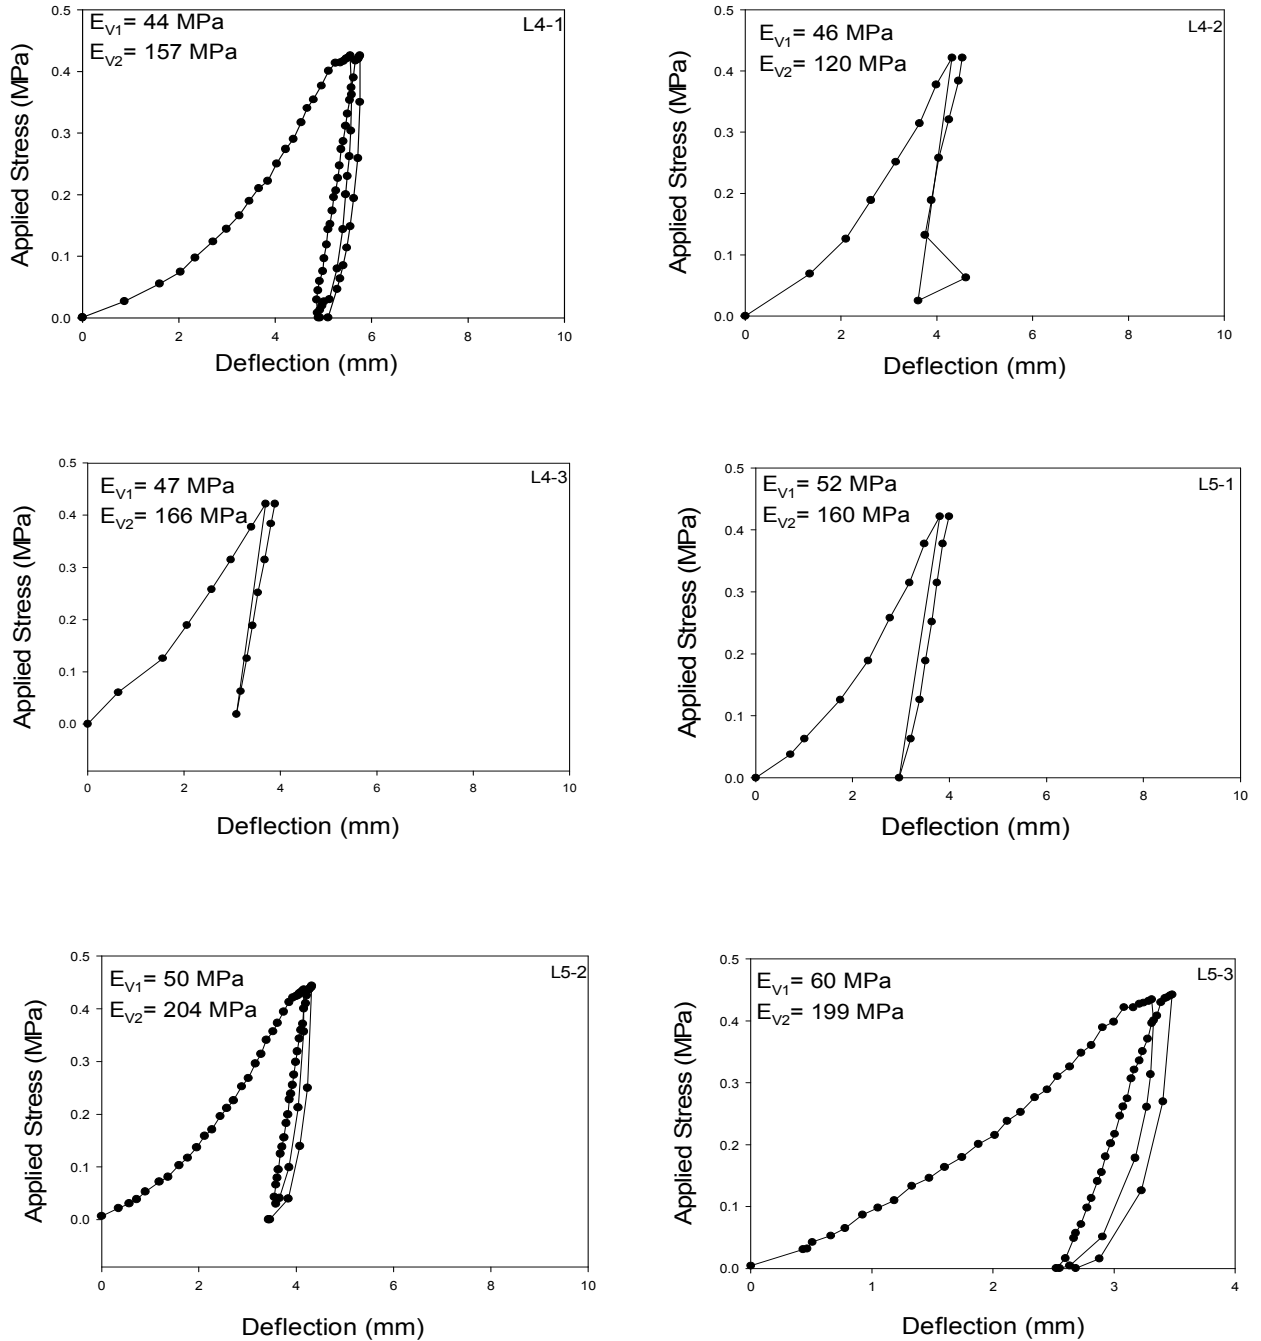 E_V1= 44 MPa
E_V2= 157 MPa
L4-1
0.5
0.4
0.3
0.2
0.1
0.0
Applied Stress (MPa)
0 2 4 6 8 10
Deflection (mm)
E_V1= 46 MPa
E_V2= 120 MPa
L4-2
0.5
0.4
0.3
0.2
0.1
0.0
Applied Stress (MPa)
0 2 4 6 8 10
Deflection (mm)
E_V1= 47 MPa
E_V2= 166 MPa
L4-3
0.5
0.4
0.3
0.2
0.1
0.0
Applied Stress (MPa)
0 2 4 6 8 10
Deflection (mm)
E_V1= 52 MPa
E_V2= 160 MPa
L5-1
0.5
0.4
0.3
0.2
0.1
0.0
Applied Stress (MPa)
0 2 4 6 8 10
Deflection (mm)
E_V1= 50 MPa
E_V2= 204 MPa
L5-2
0.5
0.4
0.3
0.2
0.1
0.0
Applied Stress (MPa)
0 2 4 6 8 10
Deflection (mm)
E_V1= 60 MPa
E_V2= 199 MPa
L5-3
0.5
0.4
0.3
0.2
0.1
0.0
Applied Stress (MPa)
0 1 2 3 4
Deflection (mm)